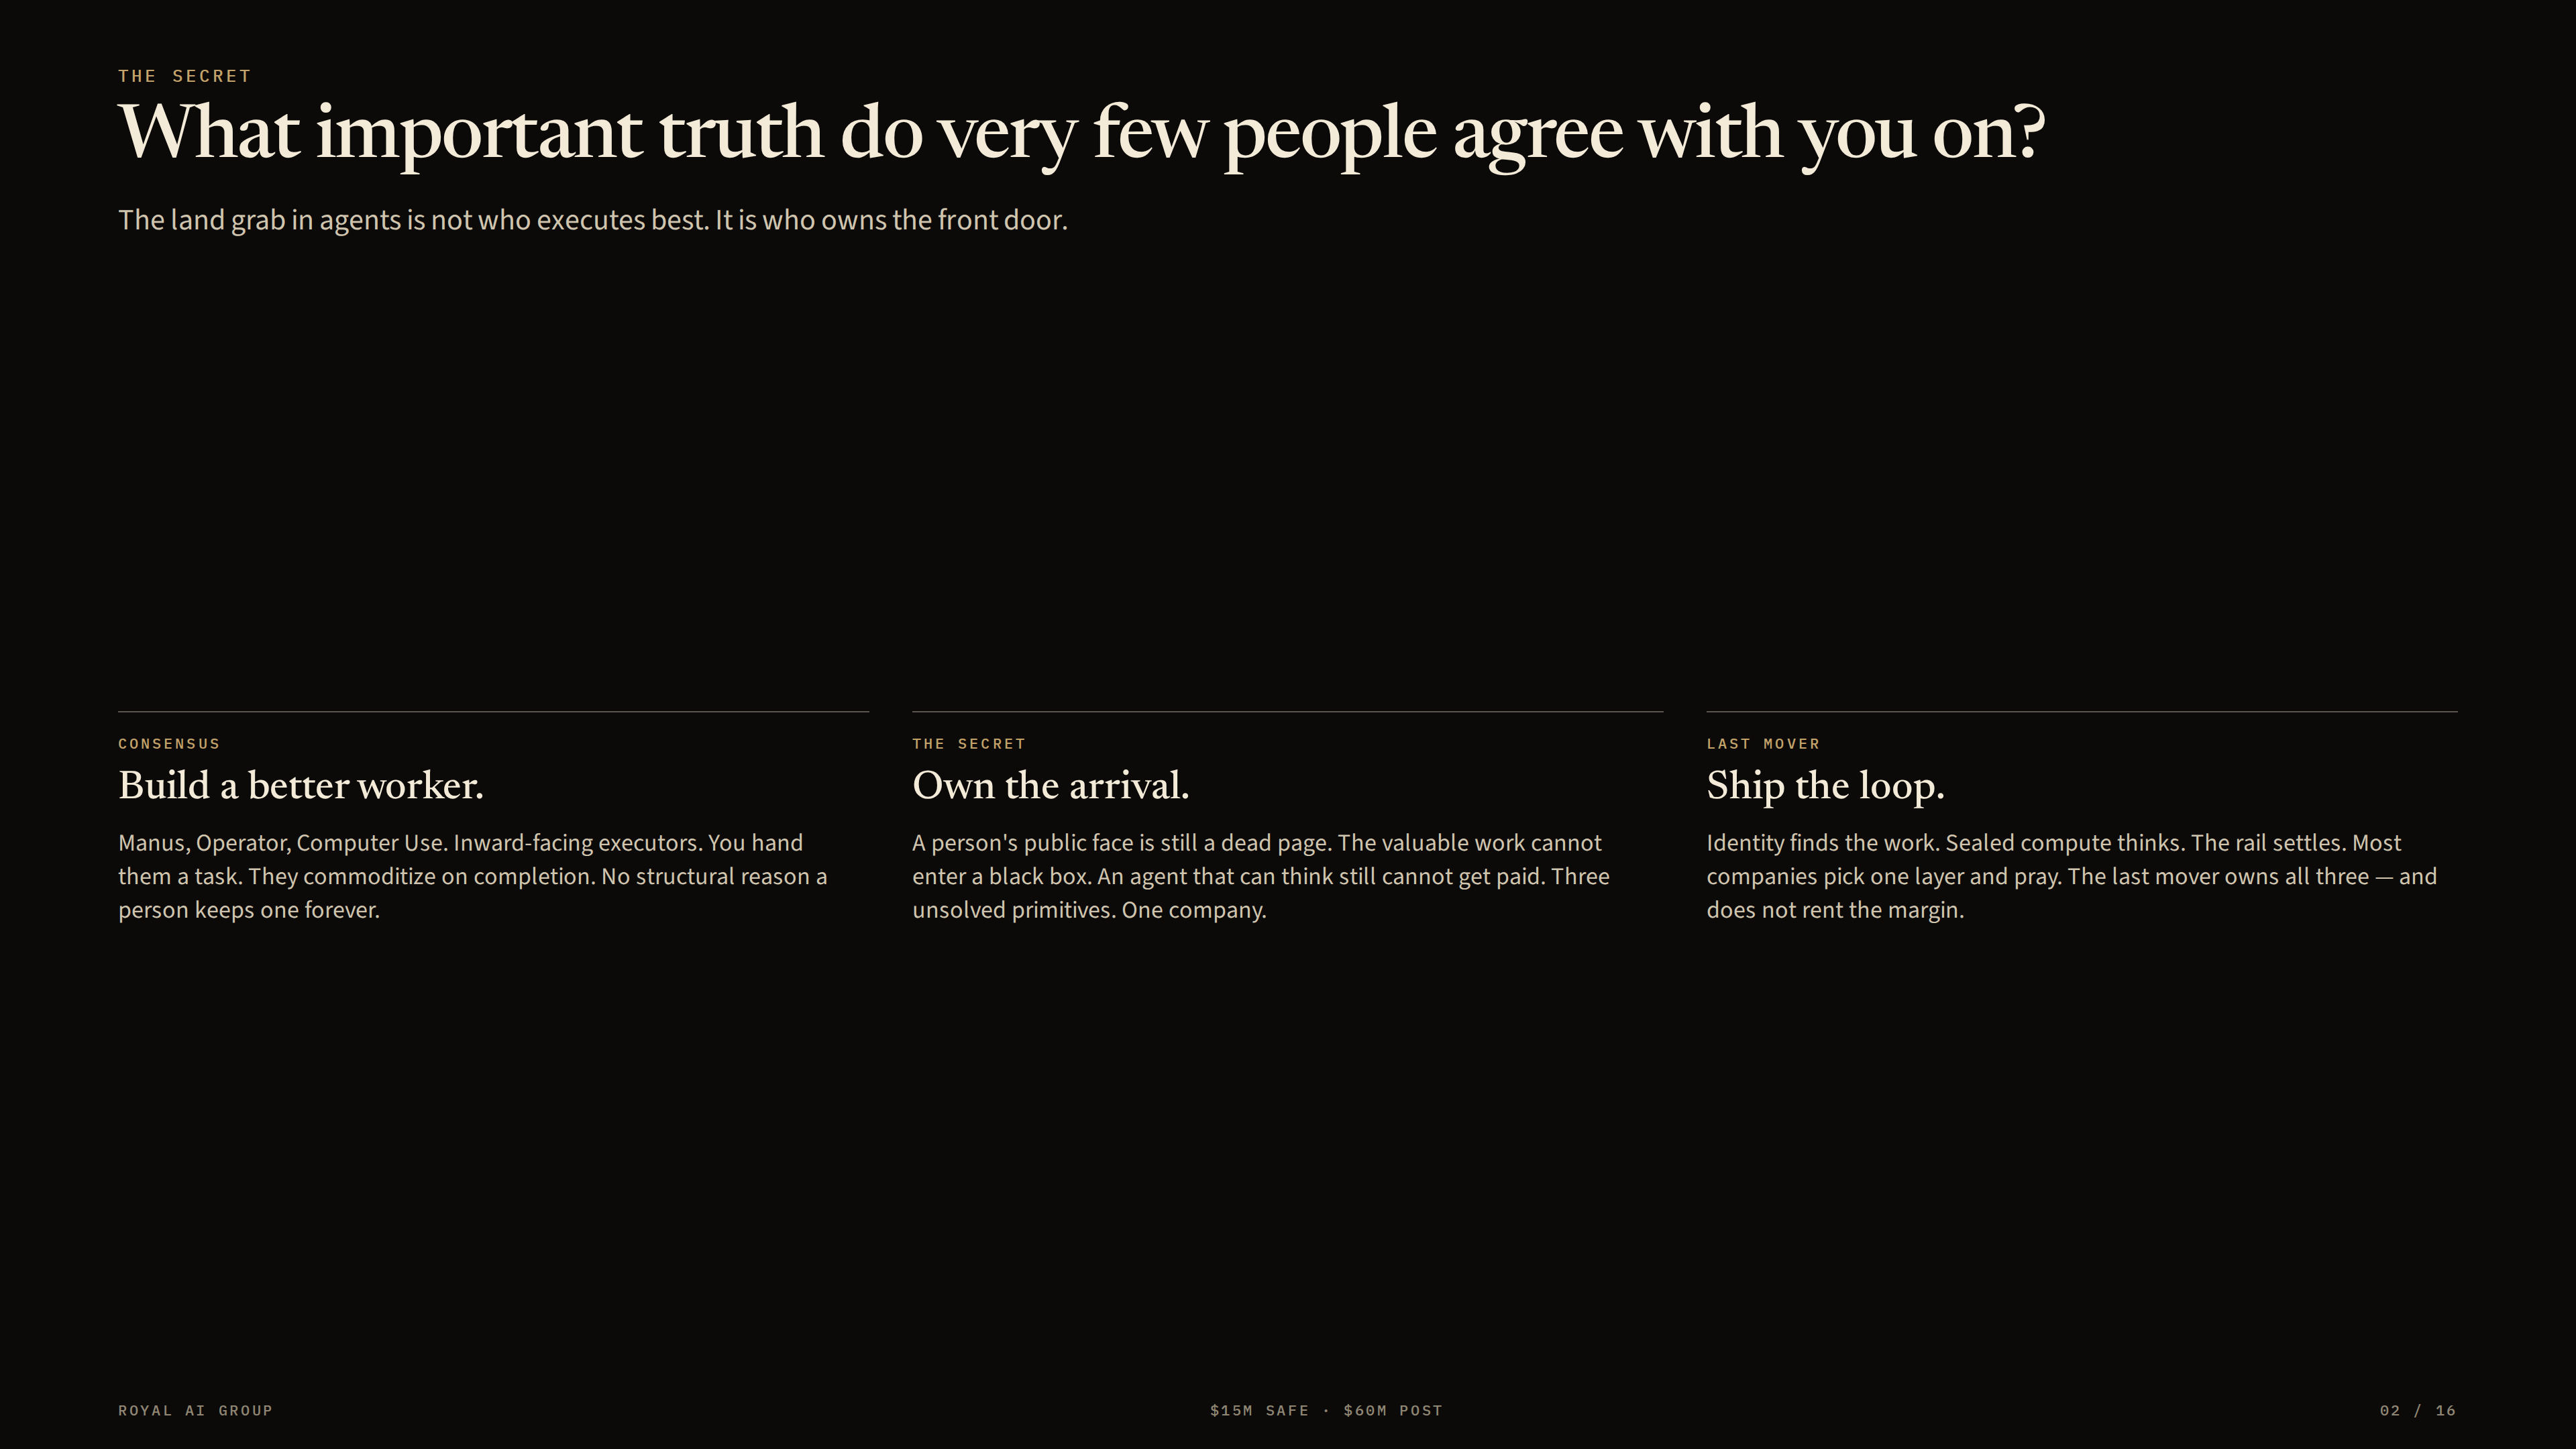 THE SECRET
What important truth do very few people agree with you on?
The land grab in agents is not who executes best. It is who owns the front door.
CONSENSUS
Build a better worker.
Manus, Operator, Computer Use. Inward-facing executors. You hand
them a task. They commoditize on completion. No structural reason a
person keeps one forever.
THE SECRET
Own the arrival.
A person's public face is still a dead page. The valuable work cannot
enter a black box. An agent that can think still cannot get paid. Three
unsolved primitives. One company.
LAST MOVER
Ship the loop.
Identity finds the work. Sealed compute thinks. The rail settles. Most
companies pick one layer and pray. The last mover owns all three — and
does not rent the margin.
ROYAL AI GROUP
$15M SAFE · $60M POST
02 / 16